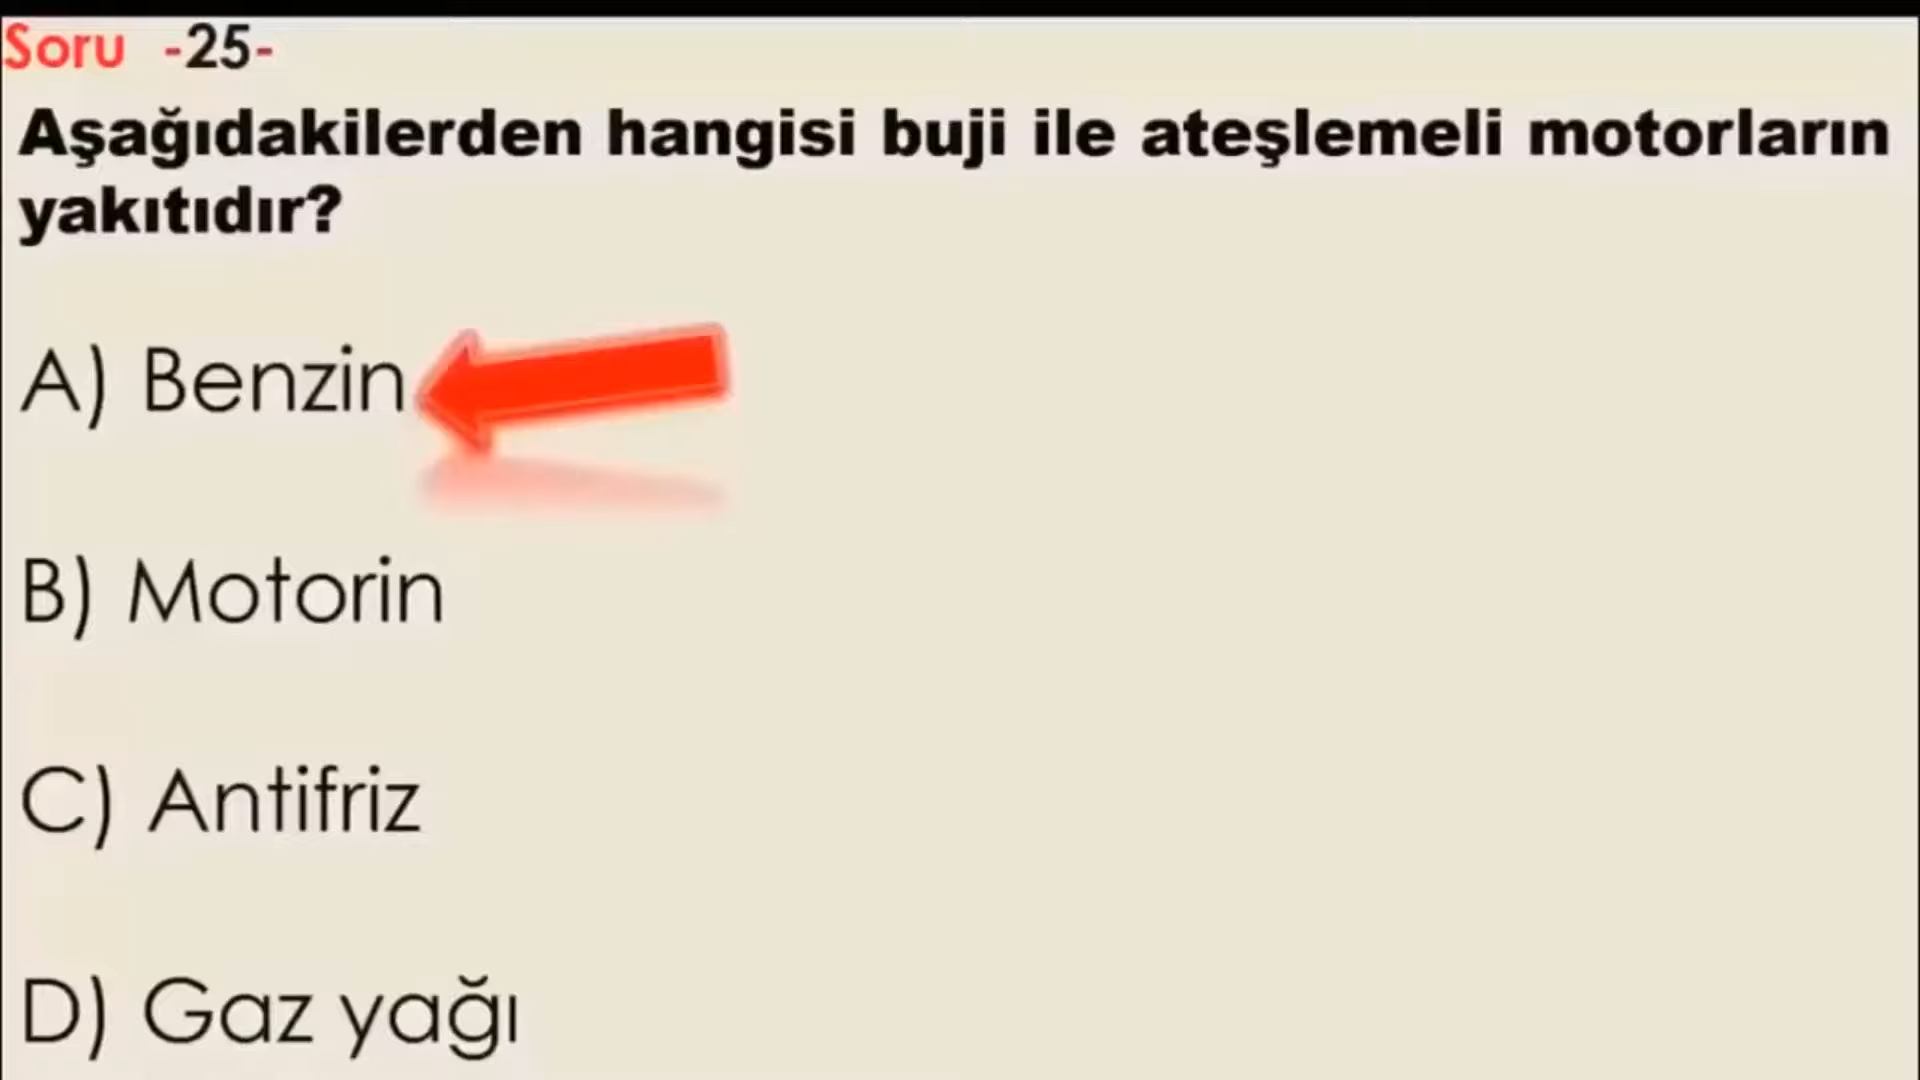 Soru -25-
Aşağıdakilerden hangisi buji ile ateşlemeli motorların
yakıtıdır?
A) Benzin
B) Motorin
C) Antifriz
D) Gaz yağı